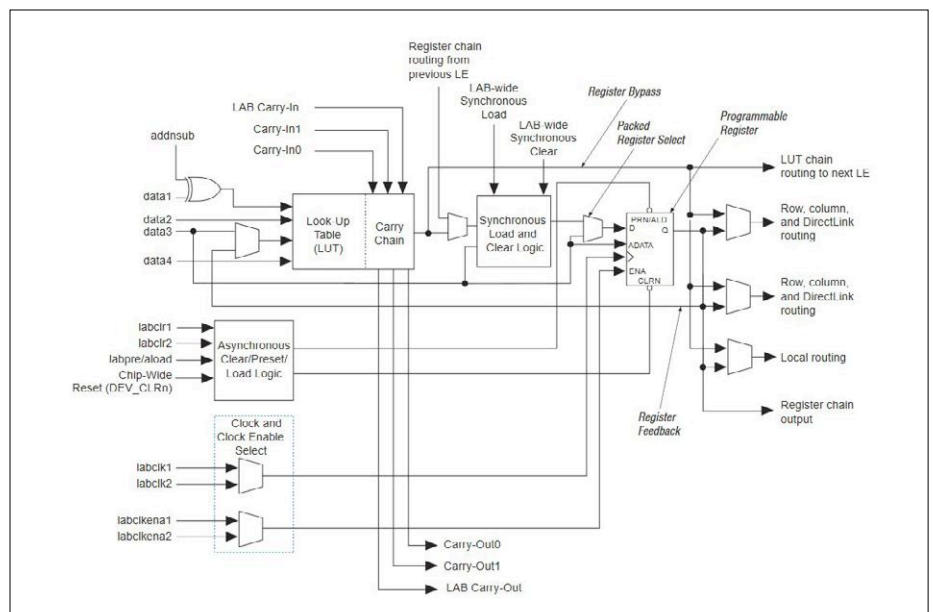 Register chain
routing from
previous LE
LAB-wide
Synchronous
Load
LAB-wide
Synchronous
Clear
Register Bypass
Packed
Register Select
Programmable
Register
LAB Carry-In
Carry-In1
Carry-In0
addnsub
data1
data2
data3
data4
Look-Up
Table
(LUT)
Carry
Chain
Synchronous
Load and
Clear Logic
PRN/ALD
D
Q
ADATA
ENA
CLRN
LUT chain
routing to next LE
Row, column,
and DirectLink
routing
Row, column,
and DirectLink
routing
Local routing
Register chain
output
Register
Feedback
labclr1
labclr2
labpre/aload
Chip-Wide
Reset (DEV_CLRn)
Asynchronous
Clear/Preset/
Load Logic
Clock and
Clock Enable
Select
labclk1
labclk2
labclkena1
labclkena2
Carry-Out0
Carry-Out1
LAB Carry-Out